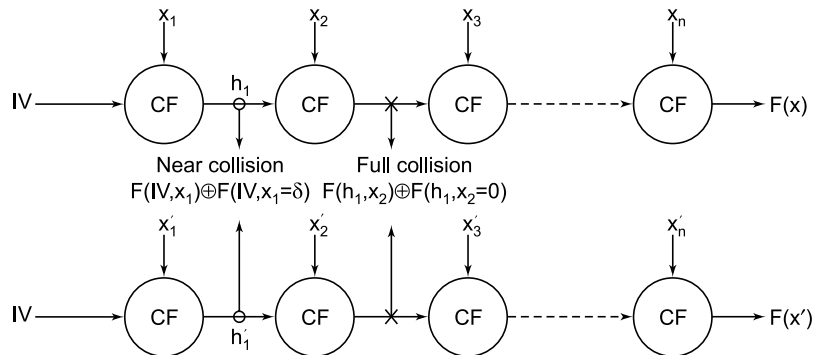 x₁ x₂ x₃ xₙ
h₁
IV CF CF CF CF F(x)
Near collision Full collision
F(IV,x₁)⊕F(IV,x₁=δ) F(h₁,x₂)⊕F(h₁,x₂=0)
x′₁ x′₂ x′₃ x′ₙ
IV CF CF CF CF F(x′)
h′₁